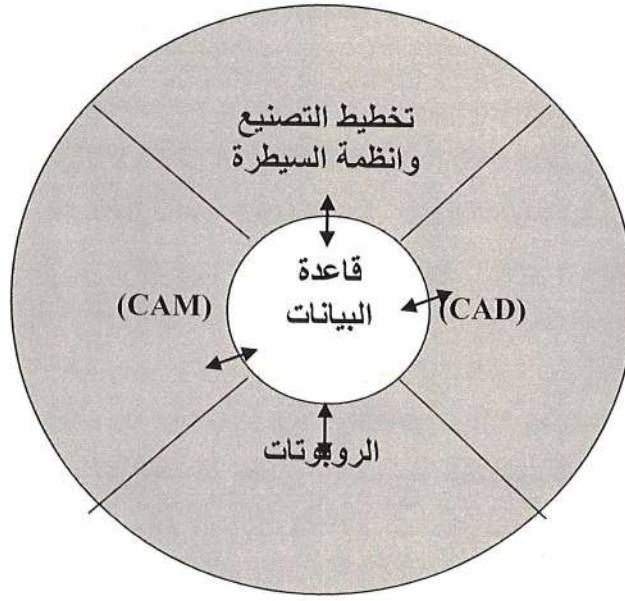 تخطيط التصنيع
وانظمة السيطرة
قاعدة
البيانات
(CAD)
(CAM)
الروبوتات